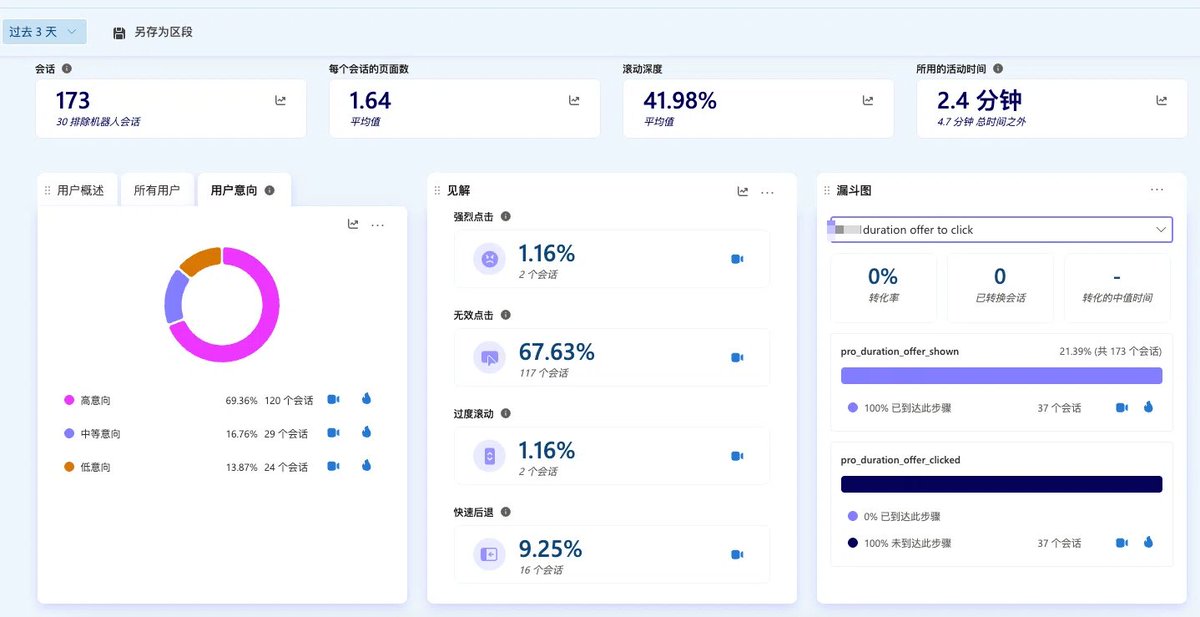 过去 3 天
另存为区段
会话
173
30 排除机器人会话
每个会话的页面数
1.64
平均值
滚动深度
41.98%
平均值
所用的活动时间
2.4 分钟
4.7 分钟 总时间之外
用户概述
所有用户
用户意向
高意向 69.36% 120 个会话
中等意向 16.76% 29 个会话
低意向 13.87% 24 个会话
见解
强烈点击
1.16%
2 个会话
无效点击
67.63%
117 个会话
过度滚动
1.16%
2 个会话
快速后退
9.25%
16 个会话
漏斗图
duration offer to click
0%
转化率
0
已转换会话
-
转化的中值时间
pro_duration_offer_shown 21.39% (共 173 个会话)
100% 已到达此步骤 37 个会话
pro_duration_offer_clicked
0% 已到达此步骤
100% 未到达此步骤 37 个会话